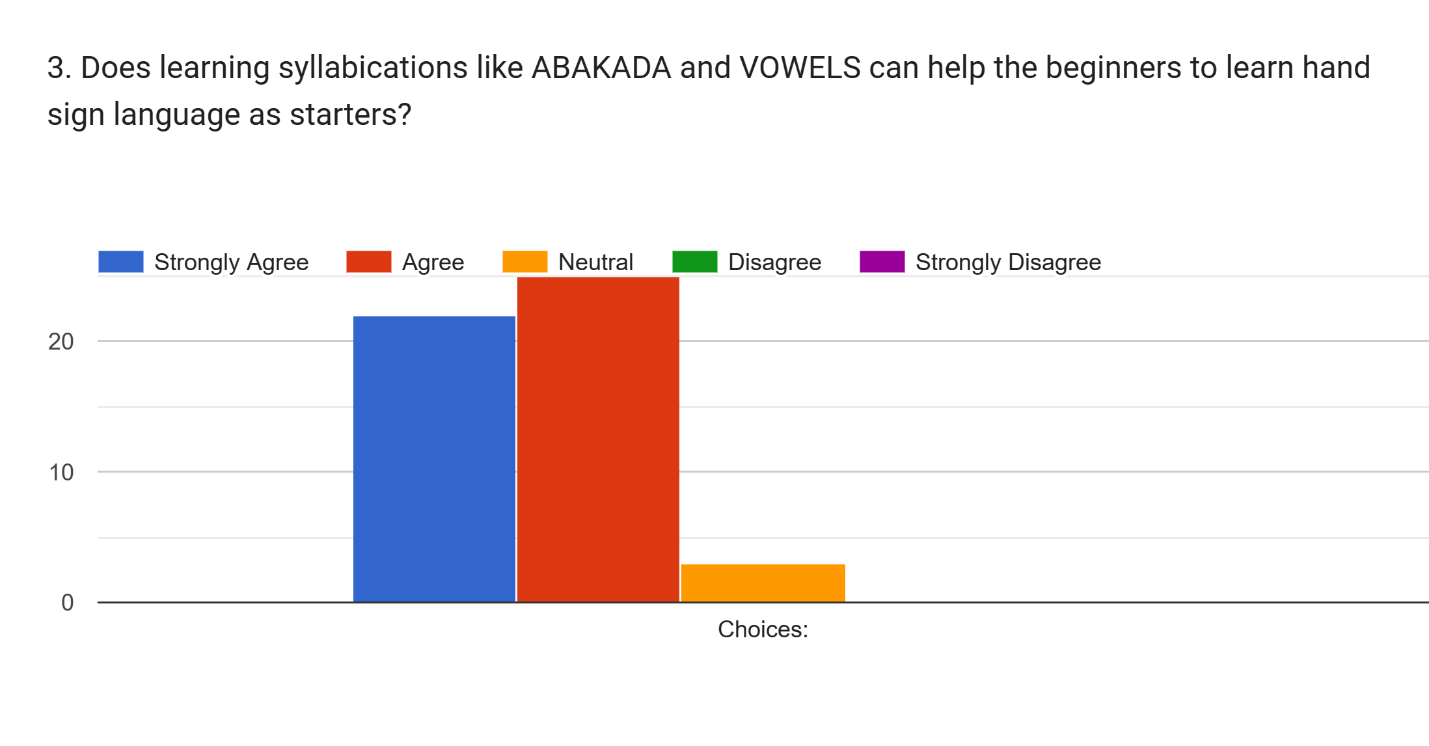 3. Does learning syllabications like ABAKADA and VOWELS can help the beginners to learn hand
sign language as starters?
Strongly Agree Agree Neutral Disagree Strongly Disagree
20
10
0
Choices: